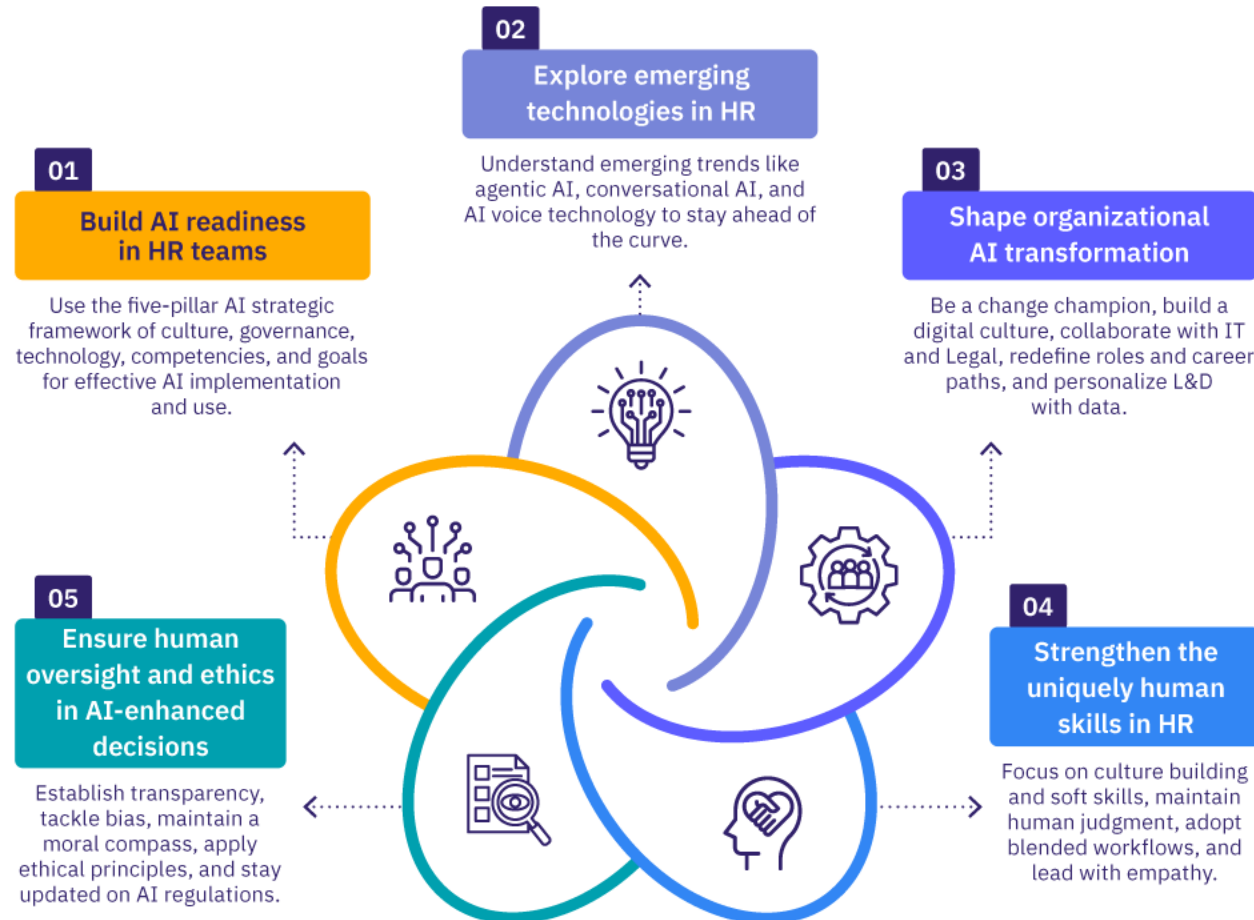 01
Build AI readiness
in HR teams
Use the five-pillar AI strategic
framework of culture, governance,
technology, competencies, and goals
for effective AI implementation
and use.
02
Explore emerging
technologies in HR
Understand emerging trends like
agentic AI, conversational AI, and
AI voice technology to stay ahead of
the curve.
03
Shape organizational
AI transformation
Be a change champion, build a
digital culture, collaborate with IT
and Legal, redefine roles and career
paths, and personalize L&D
with data.
04
Strengthen the
uniquely human
skills in HR
Focus on culture building
and soft skills, maintain
human judgment, adopt
blended workflows, and
lead with empathy.
05
Ensure human
oversight and ethics
in AI-enhanced
decisions
Establish transparency,
tackle bias, maintain a
moral compass, apply
ethical principles, and stay
updated on AI regulations.